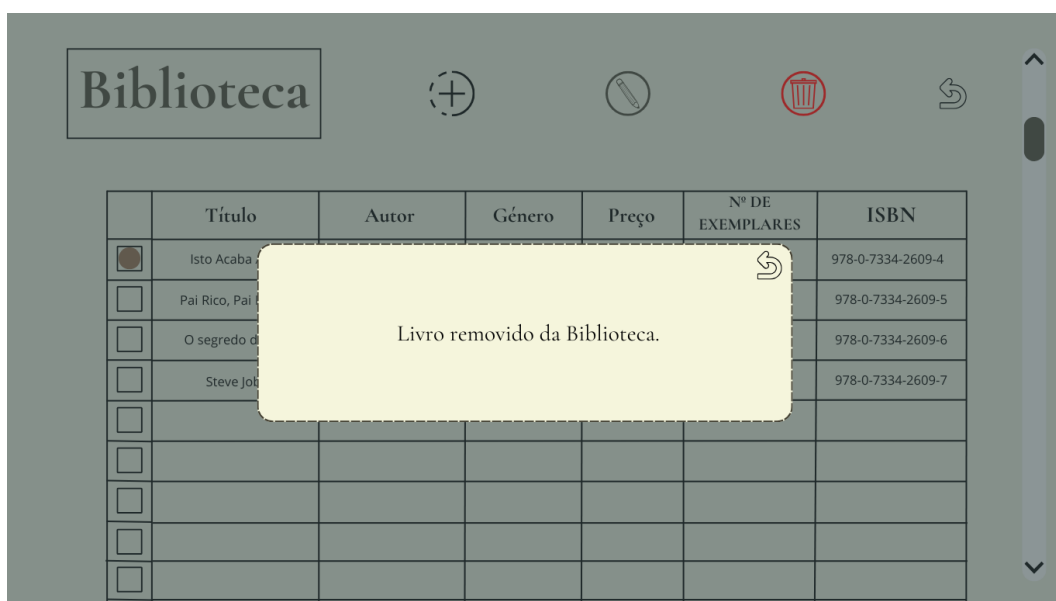 Biblioteca
Título Autor Género Preço Nº DE EXEMPLARES ISBN
Isto Acaba 978-0-7334-2609-4
Pai Rico, Pai 978-0-7334-2609-5
O segredo d 978-0-7334-2609-6
Steve Job 978-0-7334-2609-7
Livro removido da Biblioteca.